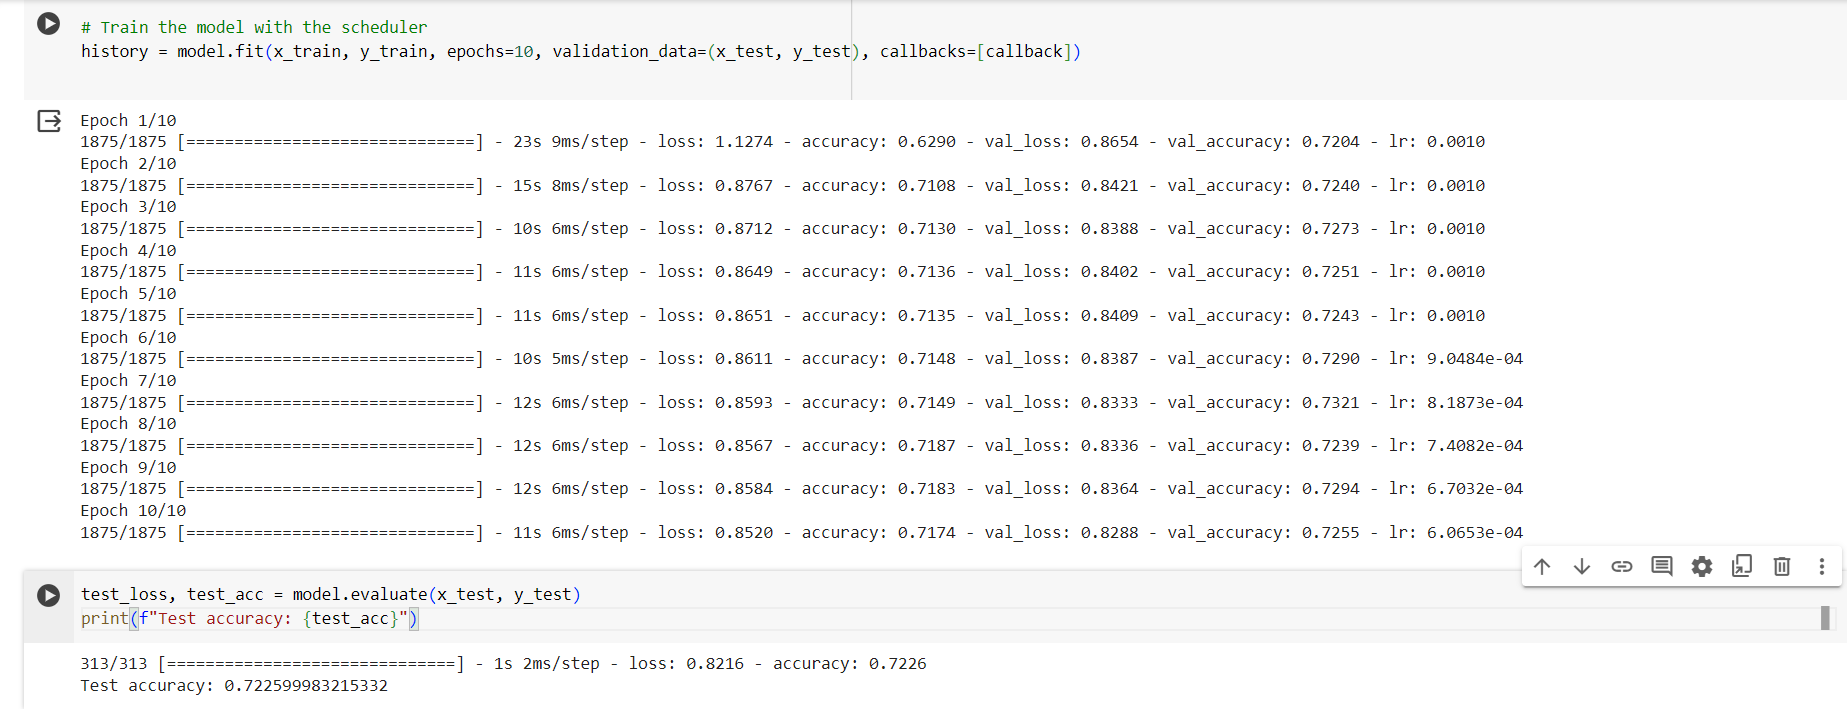 # Train the model with the scheduler
history = model.fit(x_train, y_train, epochs=10, validation_data=(x_test, y_test), callbacks=[callback])
Epoch 1/10
1875/1875 [==============================] - 23s 9ms/step - loss: 1.1274 - accuracy: 0.6290 - val_loss: 0.8654 - val_accuracy: 0.7204 - lr: 0.0010
Epoch 2/10
1875/1875 [==============================] - 15s 8ms/step - loss: 0.8767 - accuracy: 0.7108 - val_loss: 0.8421 - val_accuracy: 0.7240 - lr: 0.0010
Epoch 3/10
1875/1875 [==============================] - 10s 6ms/step - loss: 0.8712 - accuracy: 0.7130 - val_loss: 0.8388 - val_accuracy: 0.7273 - lr: 0.0010
Epoch 4/10
1875/1875 [==============================] - 11s 6ms/step - loss: 0.8649 - accuracy: 0.7136 - val_loss: 0.8402 - val_accuracy: 0.7251 - lr: 0.0010
Epoch 5/10
1875/1875 [==============================] - 11s 6ms/step - loss: 0.8651 - accuracy: 0.7135 - val_loss: 0.8409 - val_accuracy: 0.7243 - lr: 0.0010
Epoch 6/10
1875/1875 [==============================] - 10s 5ms/step - loss: 0.8611 - accuracy: 0.7148 - val_loss: 0.8387 - val_accuracy: 0.7290 - lr: 9.0484e-04
Epoch 7/10
1875/1875 [==============================] - 12s 6ms/step - loss: 0.8593 - accuracy: 0.7149 - val_loss: 0.8333 - val_accuracy: 0.7321 - lr: 8.1873e-04
Epoch 8/10
1875/1875 [==============================] - 12s 6ms/step - loss: 0.8567 - accuracy: 0.7187 - val_loss: 0.8336 - val_accuracy: 0.7239 - lr: 7.4082e-04
Epoch 9/10
1875/1875 [==============================] - 12s 6ms/step - loss: 0.8584 - accuracy: 0.7183 - val_loss: 0.8364 - val_accuracy: 0.7294 - lr: 6.7032e-04
Epoch 10/10
1875/1875 [==============================] - 11s 6ms/step - loss: 0.8520 - accuracy: 0.7174 - val_loss: 0.8288 - val_accuracy: 0.7255 - lr: 6.0653e-04
test_loss, test_acc = model.evaluate(x_test, y_test)
print(f"Test accuracy: {test_acc}")
313/313 [==============================] - 1s 2ms/step - loss: 0.8216 - accuracy: 0.7226
Test accuracy: 0.722599983215332